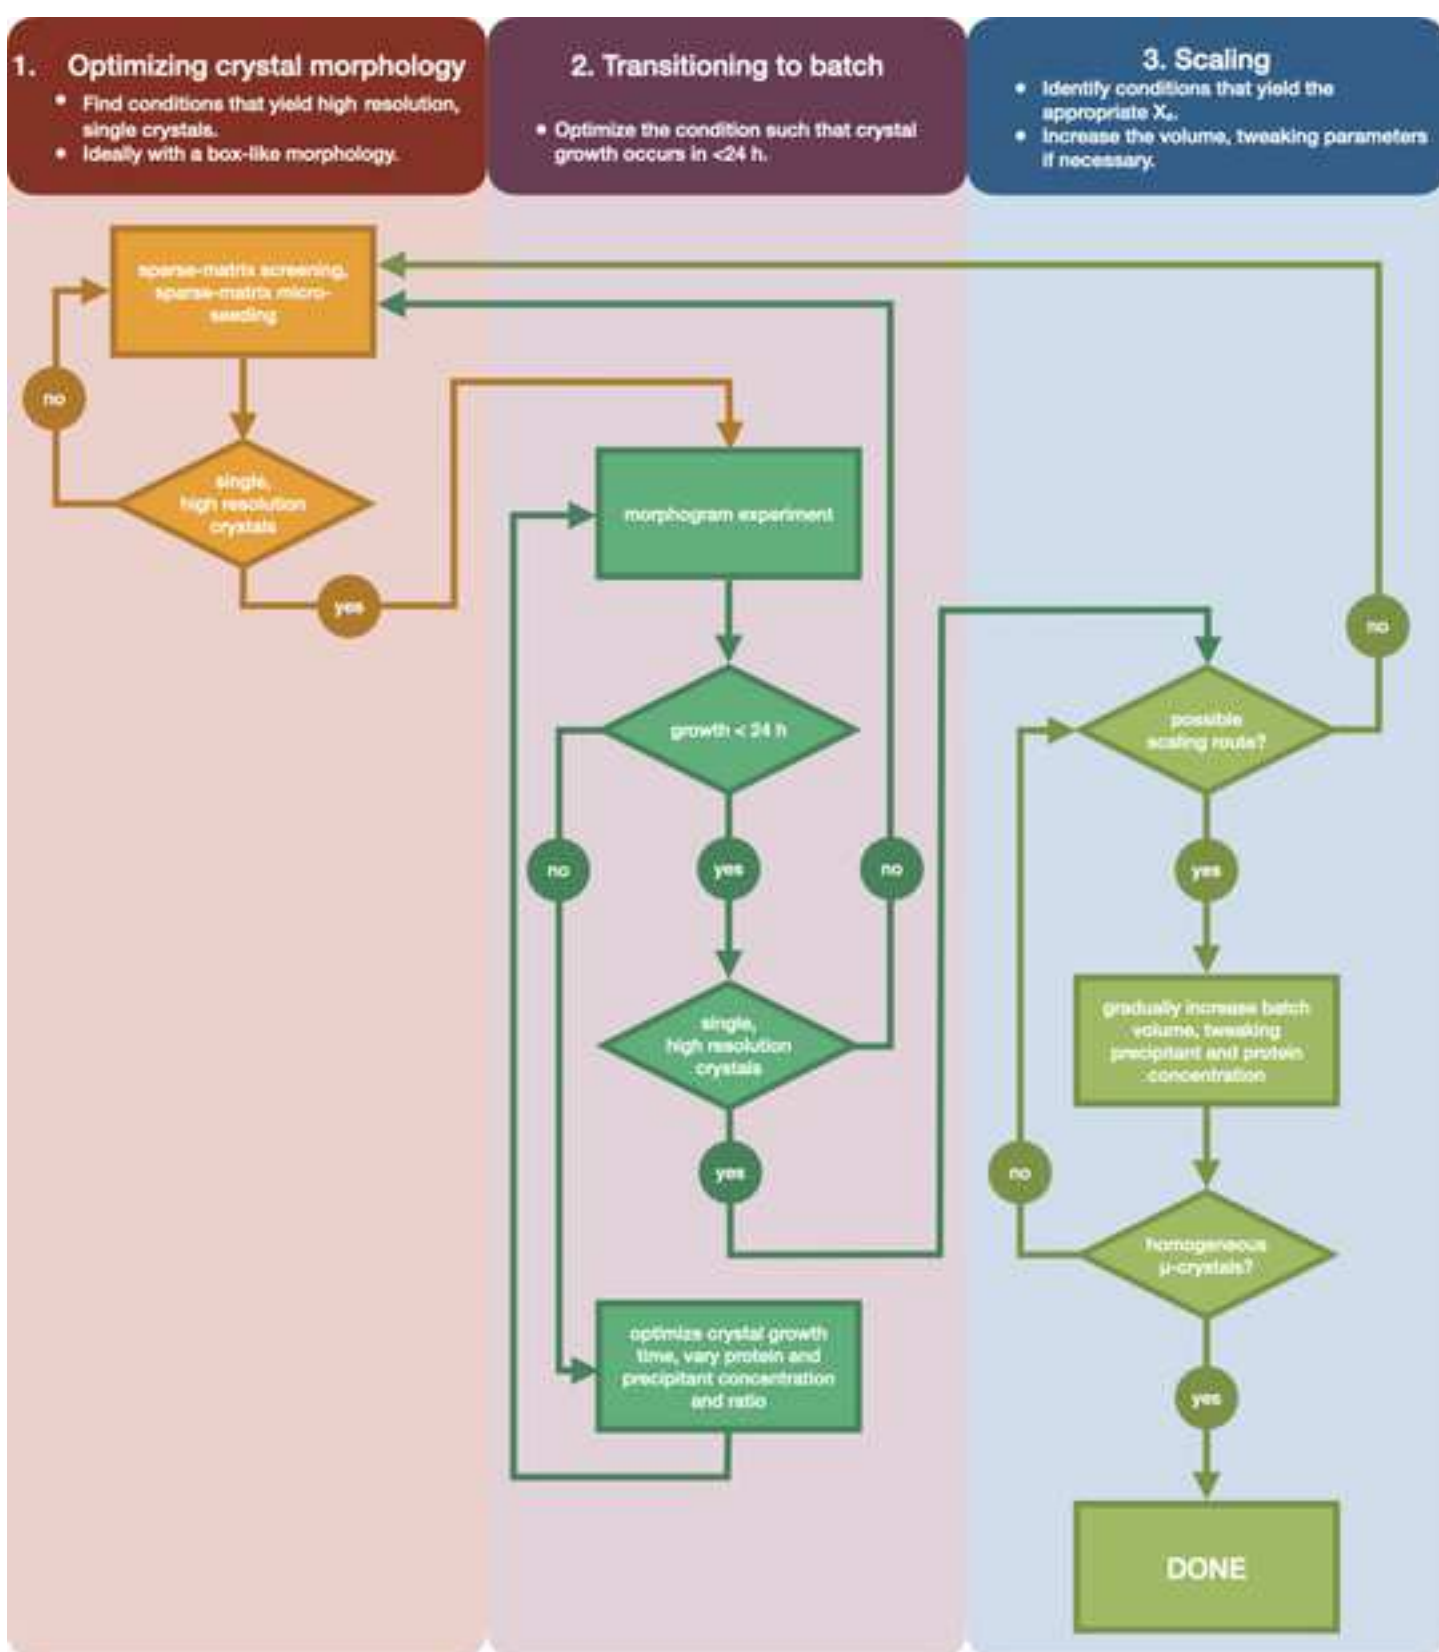 1. Optimizing crystal morphology
• Find conditions that yield high resolution,
single crystals.
• Ideally with a box-like morphology.
2. Transitioning to batch
• Optimize the condition such that crystal
growth occurs in <24 h.
3. Scaling
• Identify conditions that yield the
appropriate Xₙ.
• Increase the volume, tweaking parameters
if necessary.
sparse-matrix screening,
sparse-matrix micro-
seeding
no
single,
high resolution
crystals
yes
morphogram experiment
growth < 24 h
no
yes
no
single,
high resolution
crystals
yes
optimize crystal growth
time, vary protein and
precipitant concentration
and ratio
no
possible
scaling route?
yes
gradually increase batch
volume, tweaking
precipitant and protein
concentration
no
homogeneous
μ-crystals?
yes
DONE